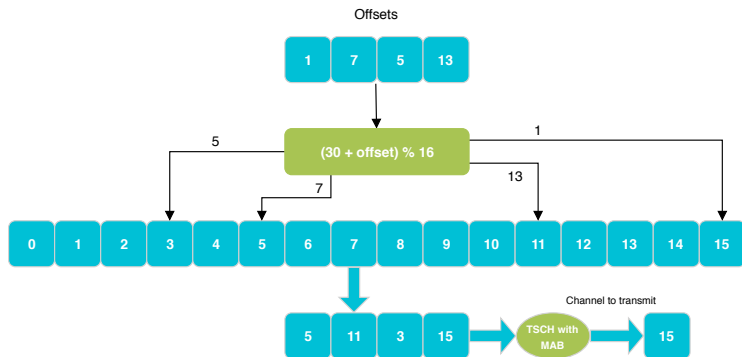 Offsets
1 7 5 13
1
5
(30 + offset) % 16
13
7
0 1 2 3 4 5 6 7 8 9 10 11 12 13 14 15
Channel to transmit
5 11 3 15
TSCH with
MAB
15